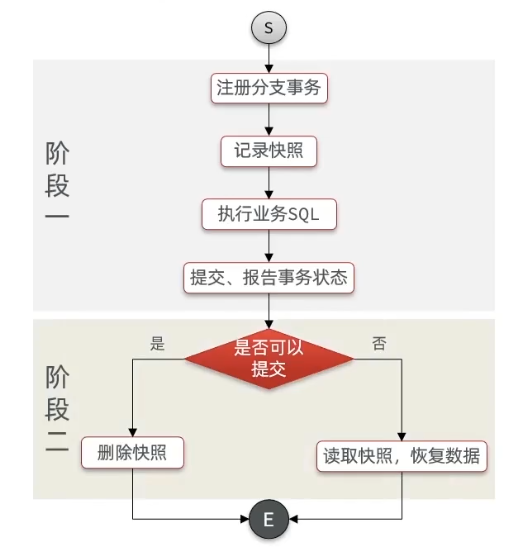 S
阶
段
一
注册分支事务
记录快照
执行业务SQL
提交、报告事务状态
阶
段
二
是
是否可以
提交
否
删除快照
读取快照，恢复数据
E